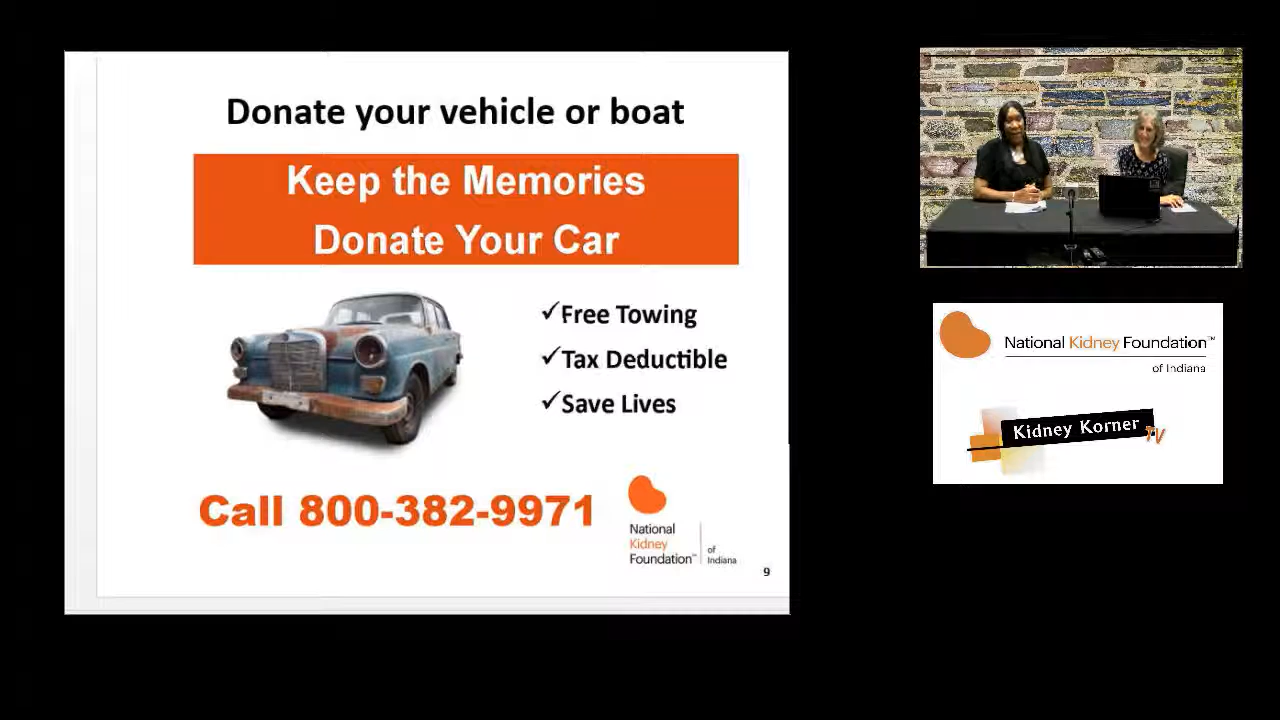 Donate your vehicle or boat
Keep the Memories
Donate Your Car
✓Free Towing
✓Tax Deductible
✓Save Lives
Call 800-382-9971
National
Kidney
Foundation™
of
Indiana
9
National Kidney Foundation™
of Indiana
Kidney Korner
TV